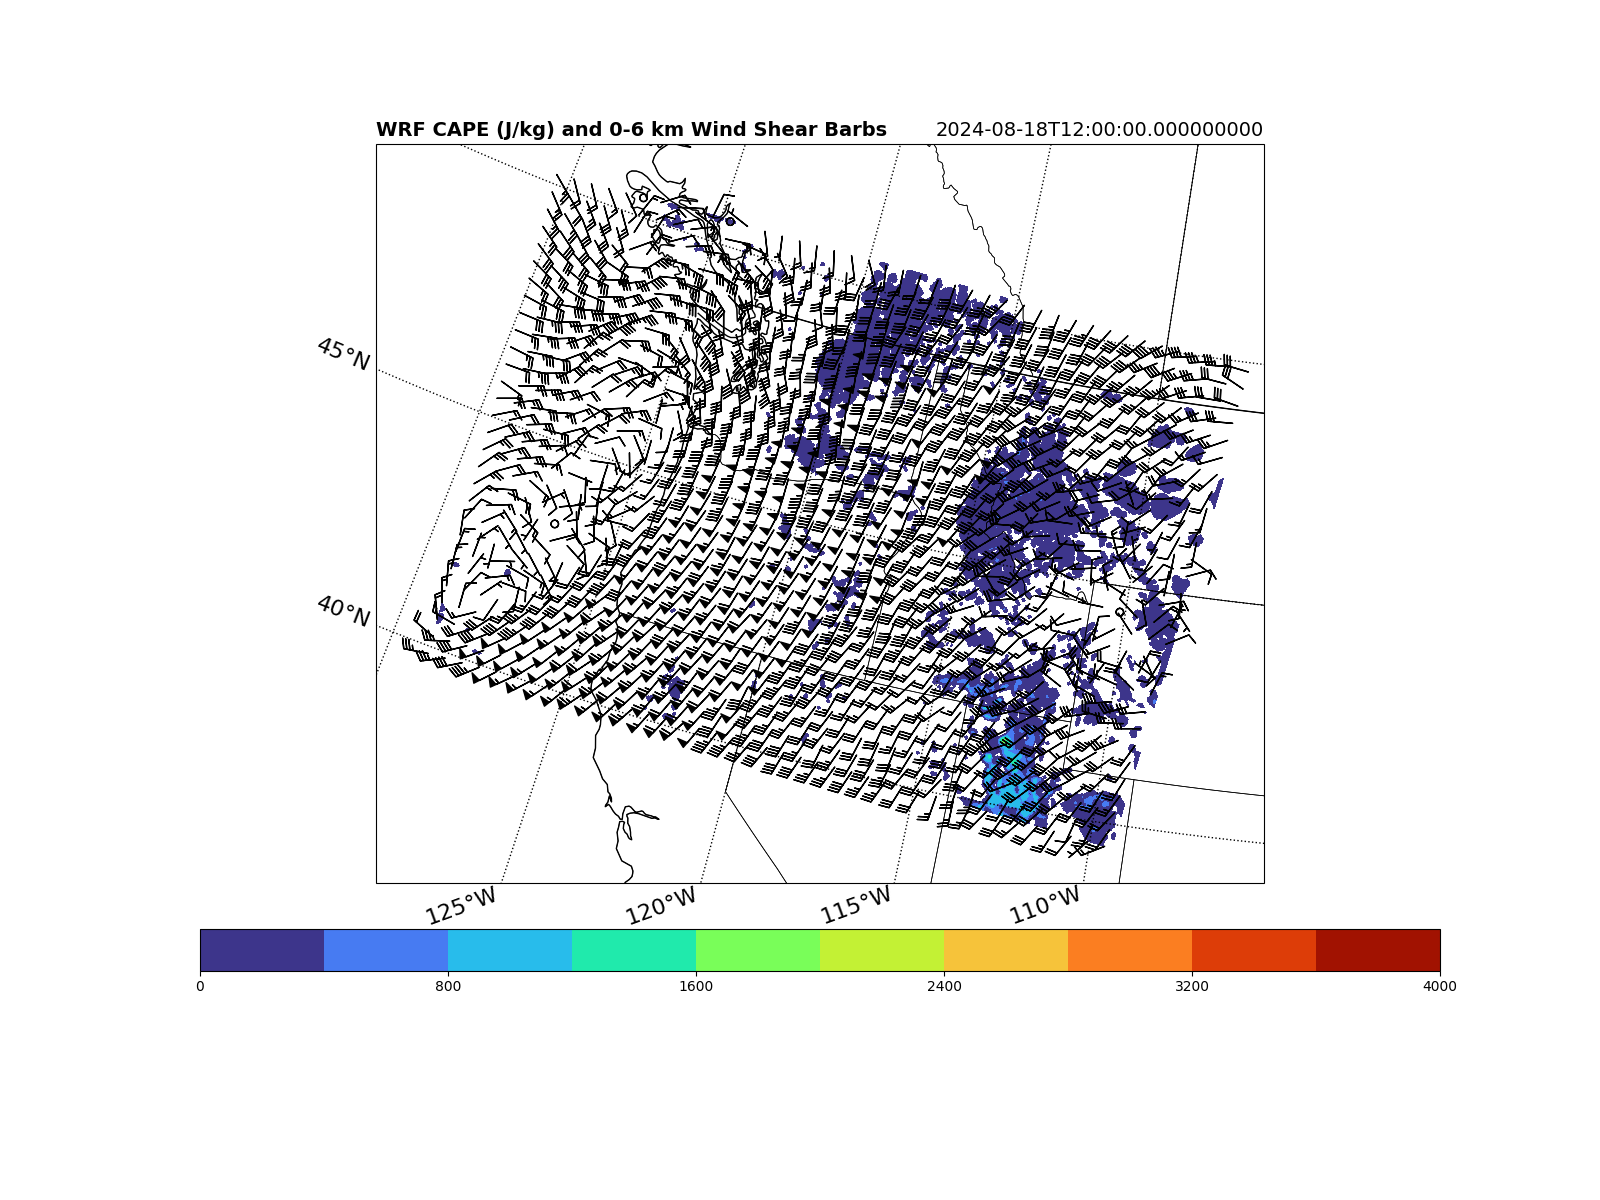 WRF CAPE (J/kg) and 0-6 km Wind Shear Barbs 2024-08-18T12:00:00.000000000
45°N
40°N
125°W 120°W 115°W 110°W
0 800 1600 2400 3200 4000